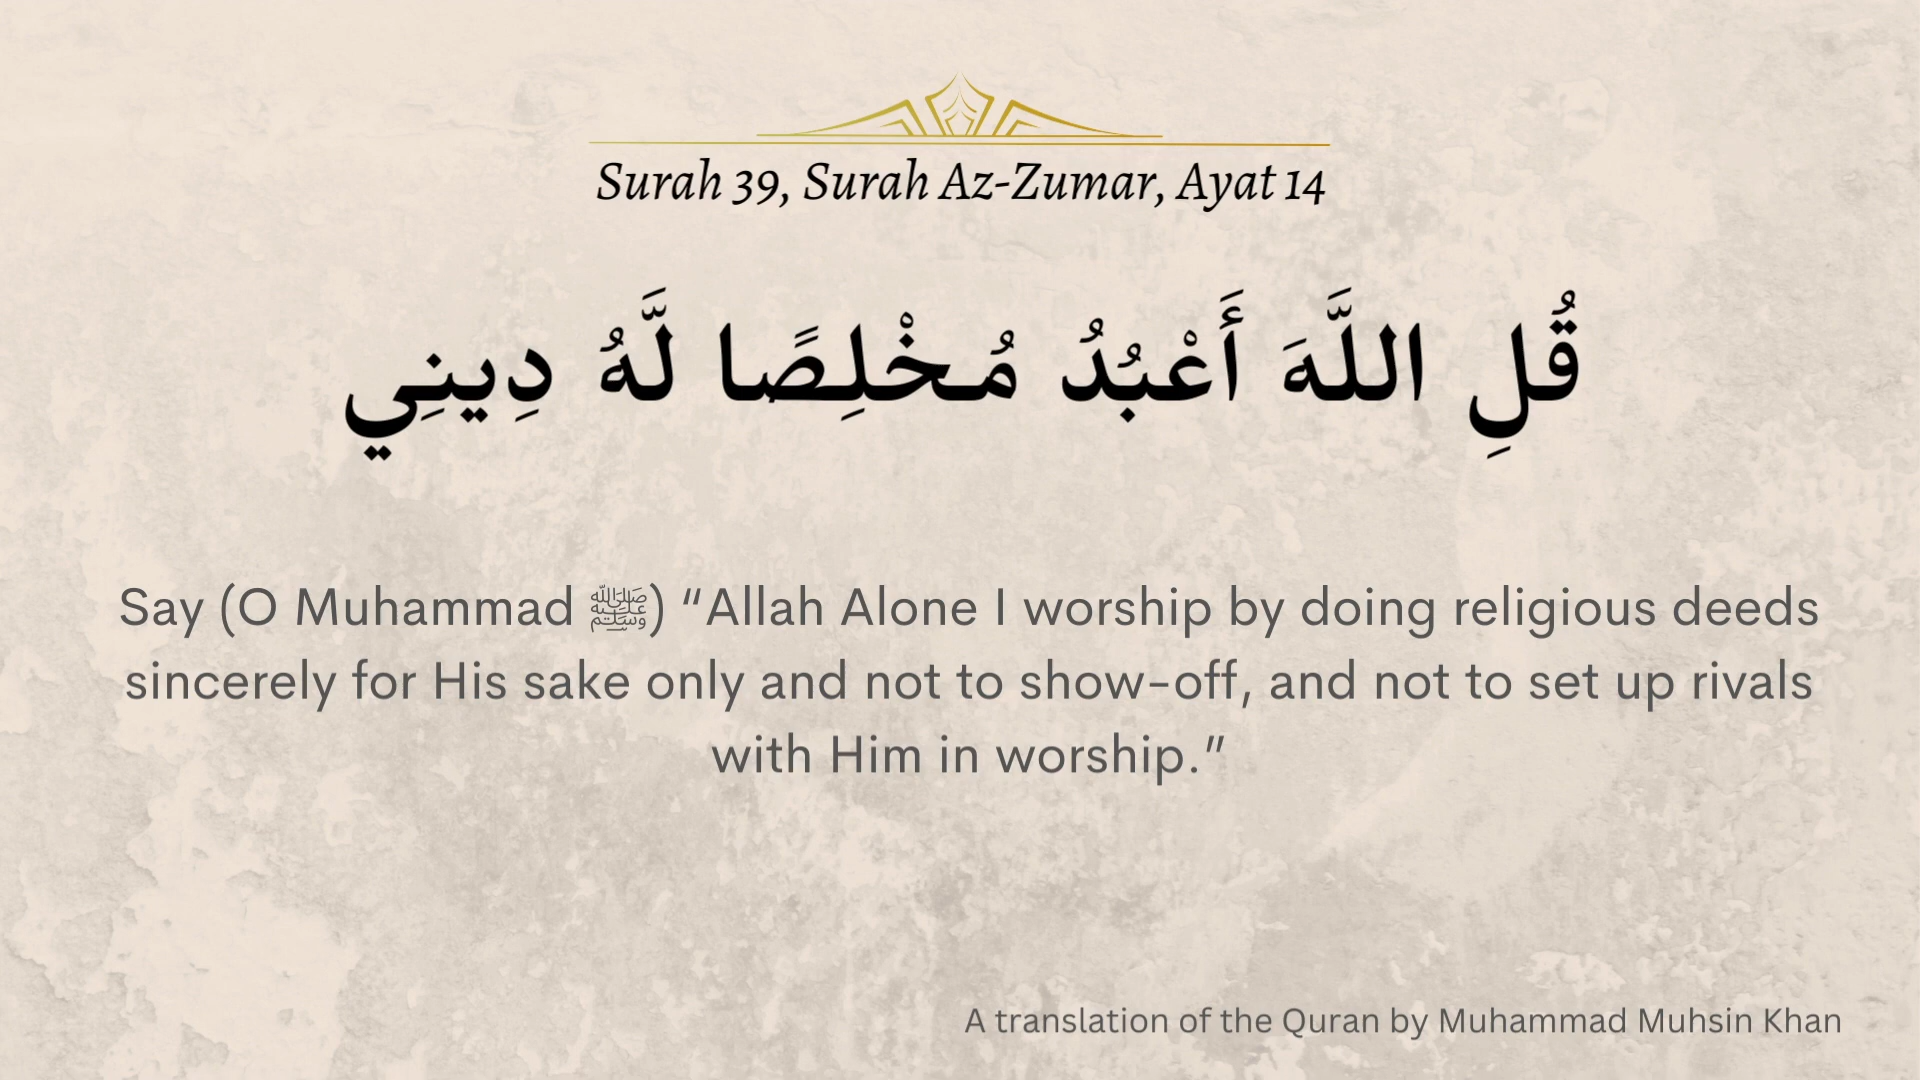 Surah 39, Surah Az-Zumar, Ayat 14
قُلِ اللَّهَ أَعْبُدُ مُخْلِصًا لَّهُ دِينِي
Say (O Muhammad ﷺ) “Allah Alone I worship by doing religious deeds
sincerely for His sake only and not to show-off, and not to set up rivals
with Him in worship.”
A translation of the Quran by Muhammad Muhsin Khan